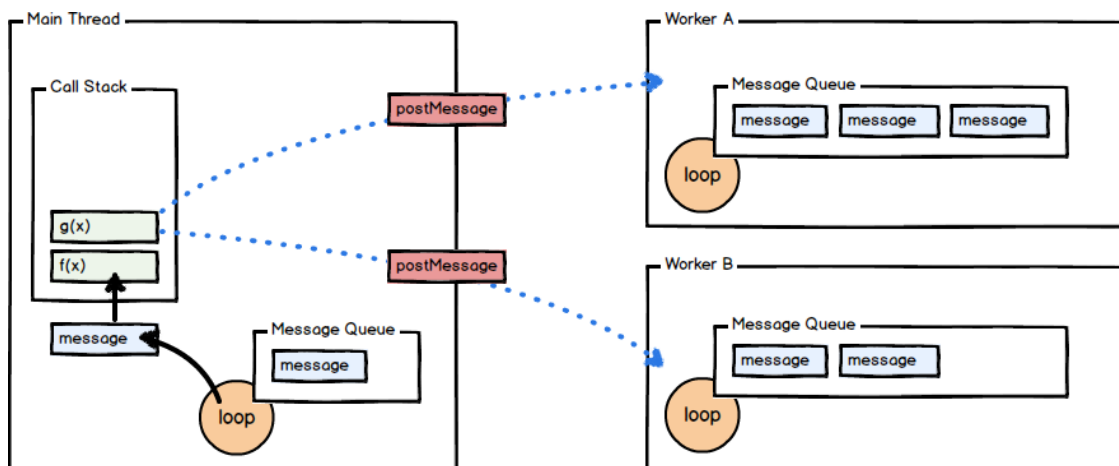 Main Thread
Call Stack
g(x)
f(x)
message
loop
Message Queue
message
postMessage
postMessage
Worker A
Message Queue
message message message
loop
Worker B
Message Queue
message message
loop